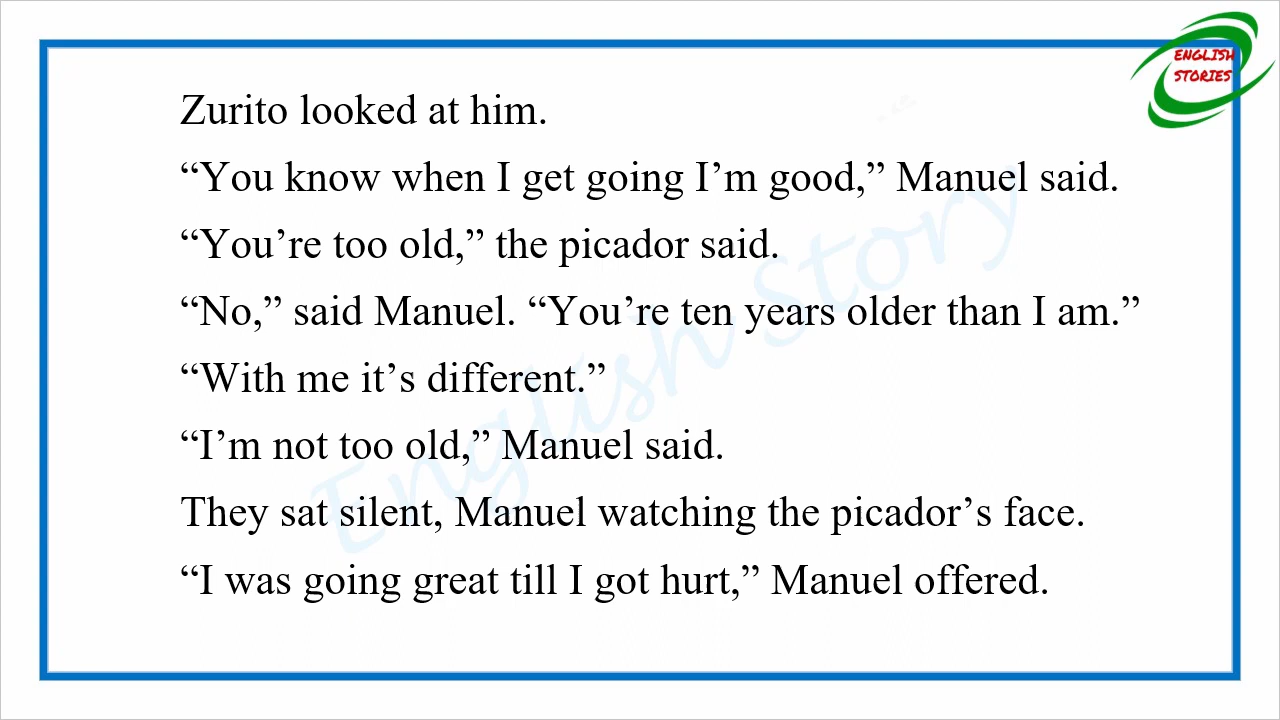 ENGLISH
STORIES
Zurito looked at him.
“You know when I get going I’m good,” Manuel said.
“You’re too old,” the picador said.
“No,” said Manuel. “You’re ten years older than I am.”
“With me it’s different.”
“I’m not too old,” Manuel said.
They sat silent, Manuel watching the picador’s face.
“I was going great till I got hurt,” Manuel offered.
English Story